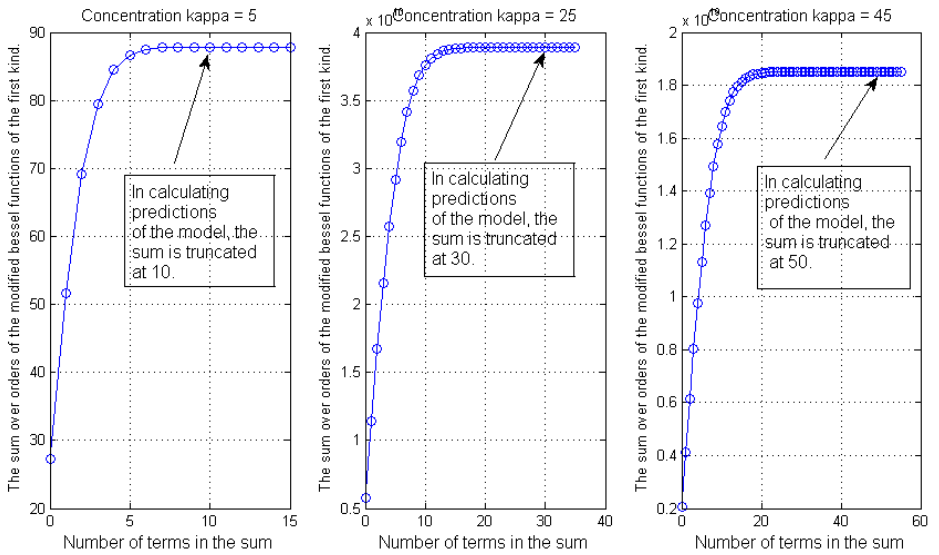 Concentration kappa = 5
The sum over orders of the modified bessel functions of the first kind.
90
80
70
60
50
40
30
20
In calculating
predictions
of the model, the
sum is truncated
at 10.
0
5
10
15
Number of terms in the sum
Concentration kappa = 25
The sum over orders of the modified bessel functions of the first kind.
4
3.5
3
2.5
2
1.5
1
0.5
In calculating
predictions
of the model, the
sum is truncated
at 30.
0
10
20
30
40
Number of terms in the sum
Concentration kappa = 45
The sum over orders of the modified bessel functions of the first kind.
2
1.8
1.6
1.4
1.2
1
0.8
0.6
0.4
0.2
In calculating
predictions
of the model, the
sum is truncated
at 50.
0
20
40
60
Number of terms in the sum